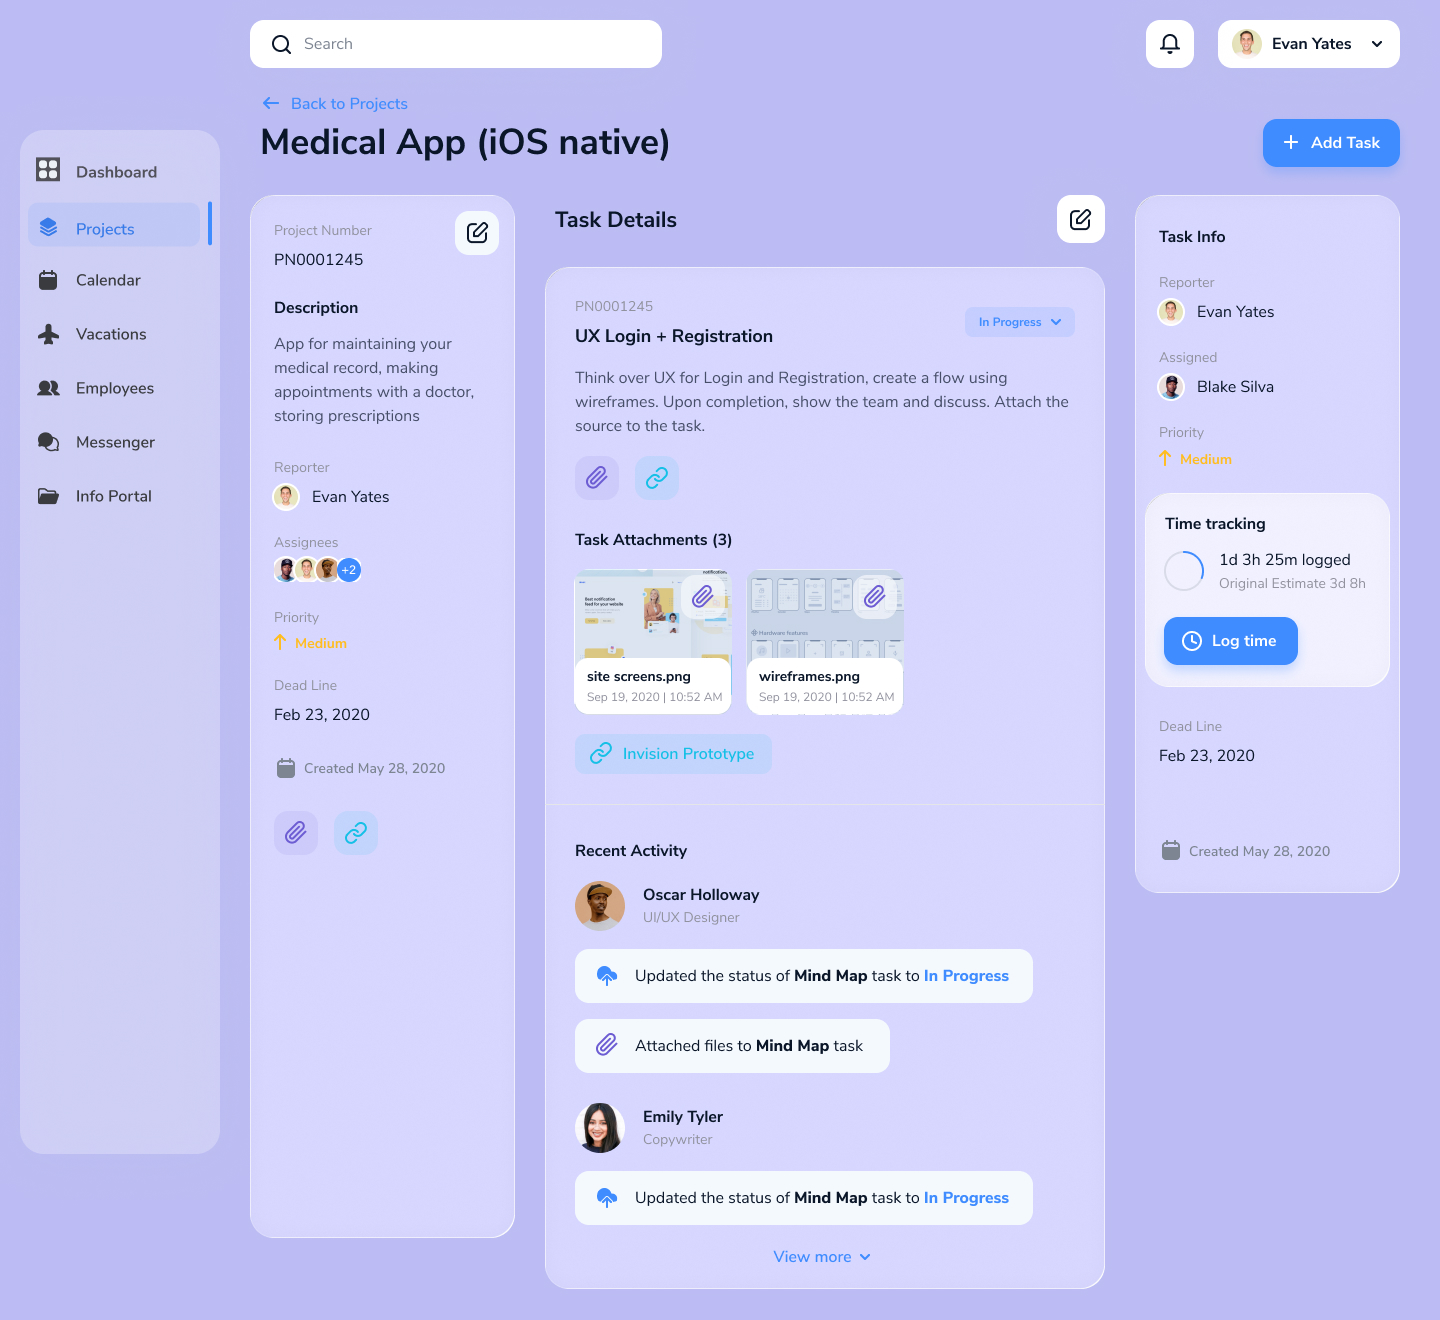 Search
Evan Yates
Back to Projects
Medical App (iOS native)
Add Task
Dashboard
Projects
Calendar
Vacations
Employees
Messenger
Info Portal
Project Number
PN0001245
Description
App for maintaining your
medical record, making
appointments with a doctor,
storing prescriptions
Reporter
Evan Yates
Assignees
+2
Priority
Medium
Dead Line
Feb 23, 2020
Created May 28, 2020
Task Details
PN0001245
In Progress
UX Login + Registration
Think over UX for Login and Registration, create a flow using
wireframes. Upon completion, show the team and discuss. Attach the
source to the task.
Task Attachments (3)
notification.
Best notification
feed for your website
site screens.png
Sep 19, 2020 | 10:52 AM
Hardware features
wireframes.png
Sep 19, 2020 | 10:52 AM
Invision Prototype
Recent Activity
Oscar Holloway
UI/UX Designer
Updated the status of Mind Map task to In Progress
Attached files to Mind Map task
Emily Tyler
Copywriter
Updated the status of Mind Map task to In Progress
View more
Task Info
Reporter
Evan Yates
Assigned
Blake Silva
Priority
Medium
Time tracking
1d 3h 25m logged
Original Estimate 3d 8h
Log time
Dead Line
Feb 23, 2020
Created May 28, 2020